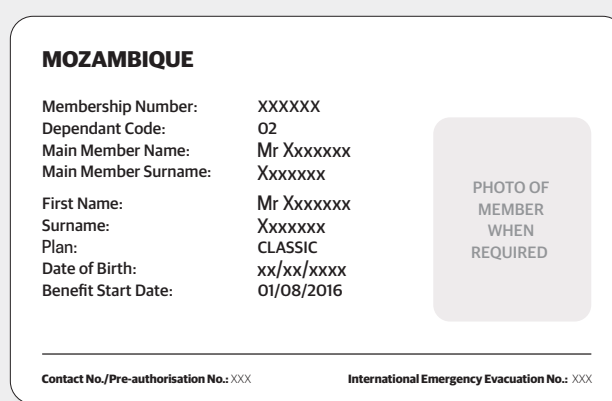 MOZAMBIQUE
Membership Number: XXXXXX
Dependant Code: 02
Main Member Name: Mr Xxxxxxx
Main Member Surname: Xxxxxxx
First Name: Mr Xxxxxxx
Surname: Xxxxxxx
Plan: CLASSIC
Date of Birth: xx/xx/xxxx
Benefit Start Date: 01/08/2016
PHOTO OF
MEMBER
WHEN
REQUIRED
Contact No./Pre-authorisation No.: XXX International Emergency Evacuation No.: XXX